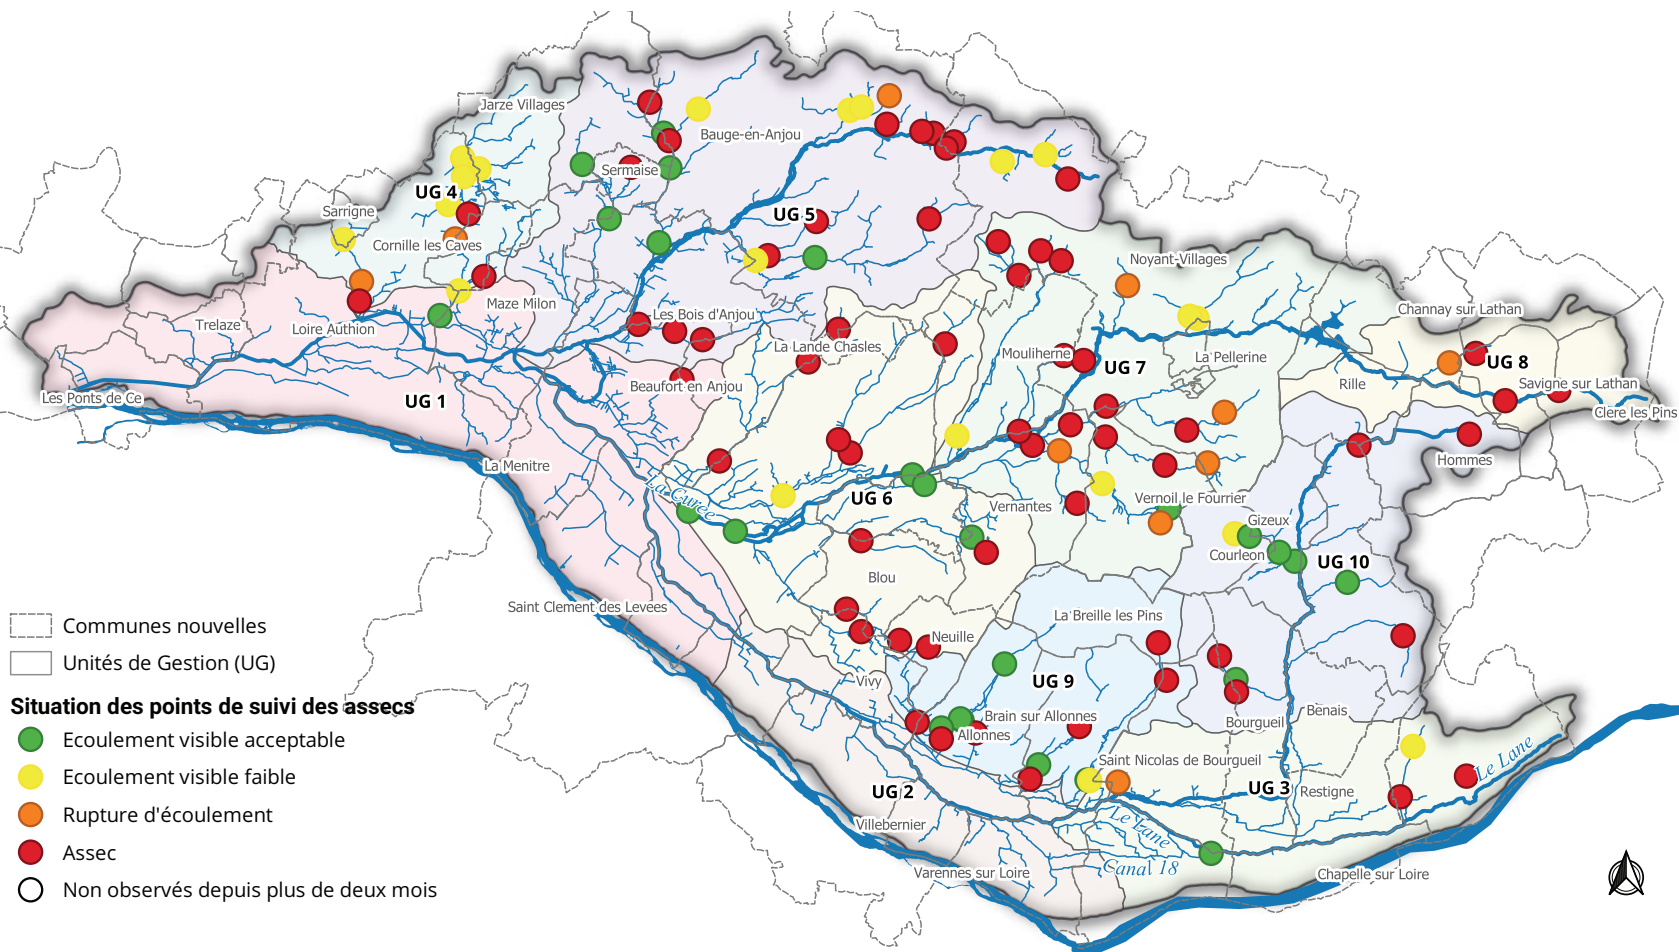 Jarze Villages
Bauge-en-Anjou
Sermaise
UG 4
Sarrigne
UG 5
Cornille les Caves
Noyant-Villages
Maze Milon
Channay sur Lathan
Les Bois d'Anjou
Trelaze
Loire Authion
La Lande Chasles
Mouliherne
La Pellerine
UG 7
UG 8
Rille
Savigne sur Lathan
Beaufort en Anjou
Les Ponts de Ce
UG 1
Clere les Pins
La Menitre
Hommes
La Curee
UG 6
Vernantes
Vernoil le Fourrier
Gizeux
Courleon
UG 10
Blou
Saint Clement des Levees
La Breille les Pins
Neuille
Vivy
UG 9
Brain sur Allonnes
Allonnes
Benais
Bourgueil
Saint Nicolas de Bourgueil
Le Lane
UG 2
UG 3
Restigne
Villebernier
Le Lane
Canal 18
Varennes sur Loire
Chapelle sur Loire
Communes nouvelles
Unités de Gestion (UG)
Situation des points de suivi des assecs
Ecoulement visible acceptable
Ecoulement visible faible
Rupture d'écoulement
Assec
Non observés depuis plus de deux mois